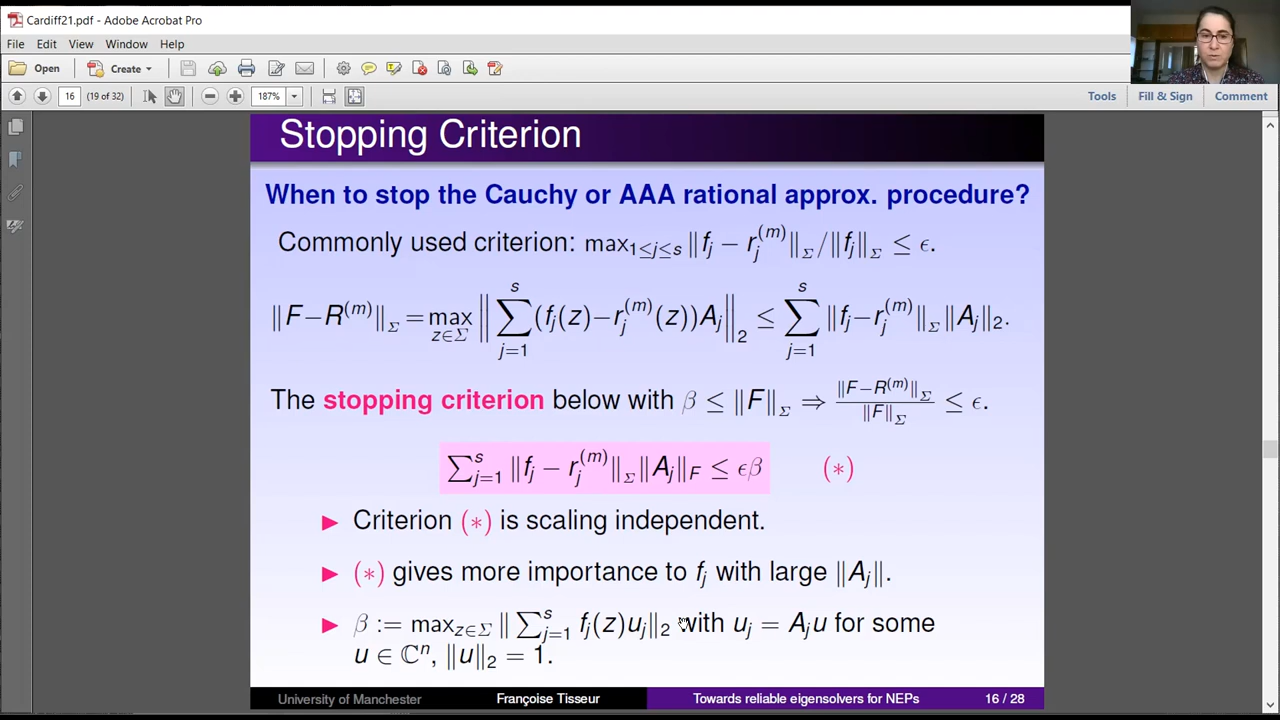 Cardiff21.pdf - Adobe Acrobat Pro
File Edit View Window Help
Open Create
16 (19 of 32) 187% Tools Fill & Sign Comment
Stopping Criterion
When to stop the Cauchy or AAA rational approx. procedure?
Commonly used criterion: max_{1≤j≤s} ‖f_j − r_j^{(m)}‖_Σ/‖f_j‖_Σ ≤ ϵ.
‖F−R^{(m)}‖_Σ = max_{z∈Σ} ‖∑_{j=1}^{s} (f_j(z)−r_j^{(m)}(z))A_j‖_2 ≤ ∑_{j=1}^{s} ‖f_j−r_j^{(m)}‖_Σ‖A_j‖_2.
The stopping criterion below with β ≤ ‖F‖_Σ ⇒ ‖F−R^{(m)}‖_Σ / ‖F‖_Σ ≤ ϵ.
∑_{j=1}^{s} ‖f_j − r_j^{(m)}‖_Σ‖A_j‖_F ≤ ϵβ (∗)
▶ Criterion (∗) is scaling independent.
▶ (∗) gives more importance to f_j with large ‖A_j‖.
▶ β := max_{z∈Σ} ‖∑_{j=1}^{s} f_j(z)u_j‖_2 with u_j = A_j u for some
u ∈ ℂ^n, ‖u‖_2 = 1.
University of Manchester Françoise Tisseur Towards reliable eigensolvers for NEPs 16 / 28